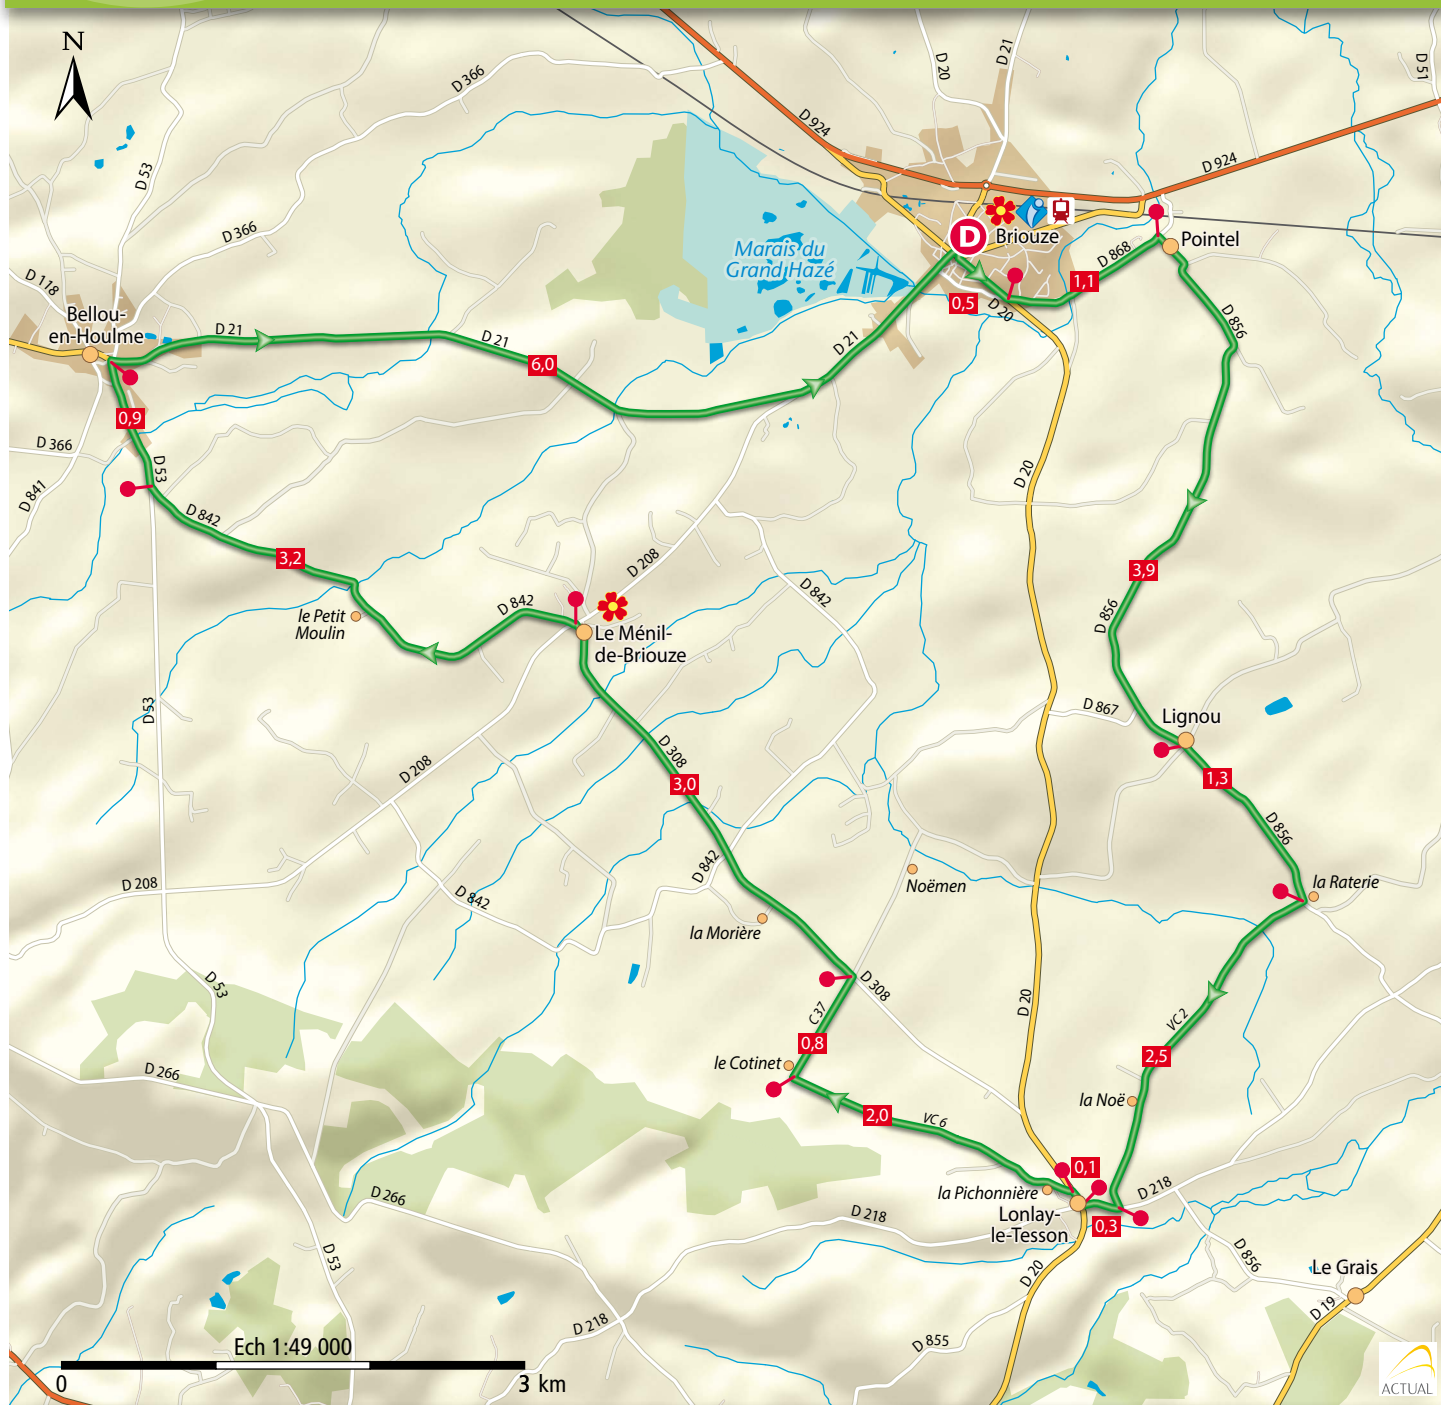 N
D 366
D 20
D 21
D 51
D 924
D 924
D 53
D 366
D 118
Bellou-
en-Houlme
D 21
D 21
6,0
Marais du
Grand Hazé
D
Briouze
Pointel
D 868
1,1
0,5
D 20
D 21
D 856
0,9
D 366
D 841
D 53
D 842
3,2
le Petit
Moulin
D 842
D 208
Le Ménil-
de-Briouze
D 842
D 20
3,9
D 856
D 867
Lignou
1,3
D 856
la Raterie
D 53
D 208
D 308
3,0
D 842
D 208
D 842
la Morière
Noëmen
D 308
C37
0,8
le Cotinet
2,0
VC 6
D 20
VC 2
2,5
la Noë
D 53
D 266
D 266
D 53
0,1
la Pichonnière
Lonlay-
le-Tesson
0,3
D 218
D 218
D 20
D 856
Le Grais
D 19
D 218
D 855
Ech 1:49 000
0
3 km
ACTUAL